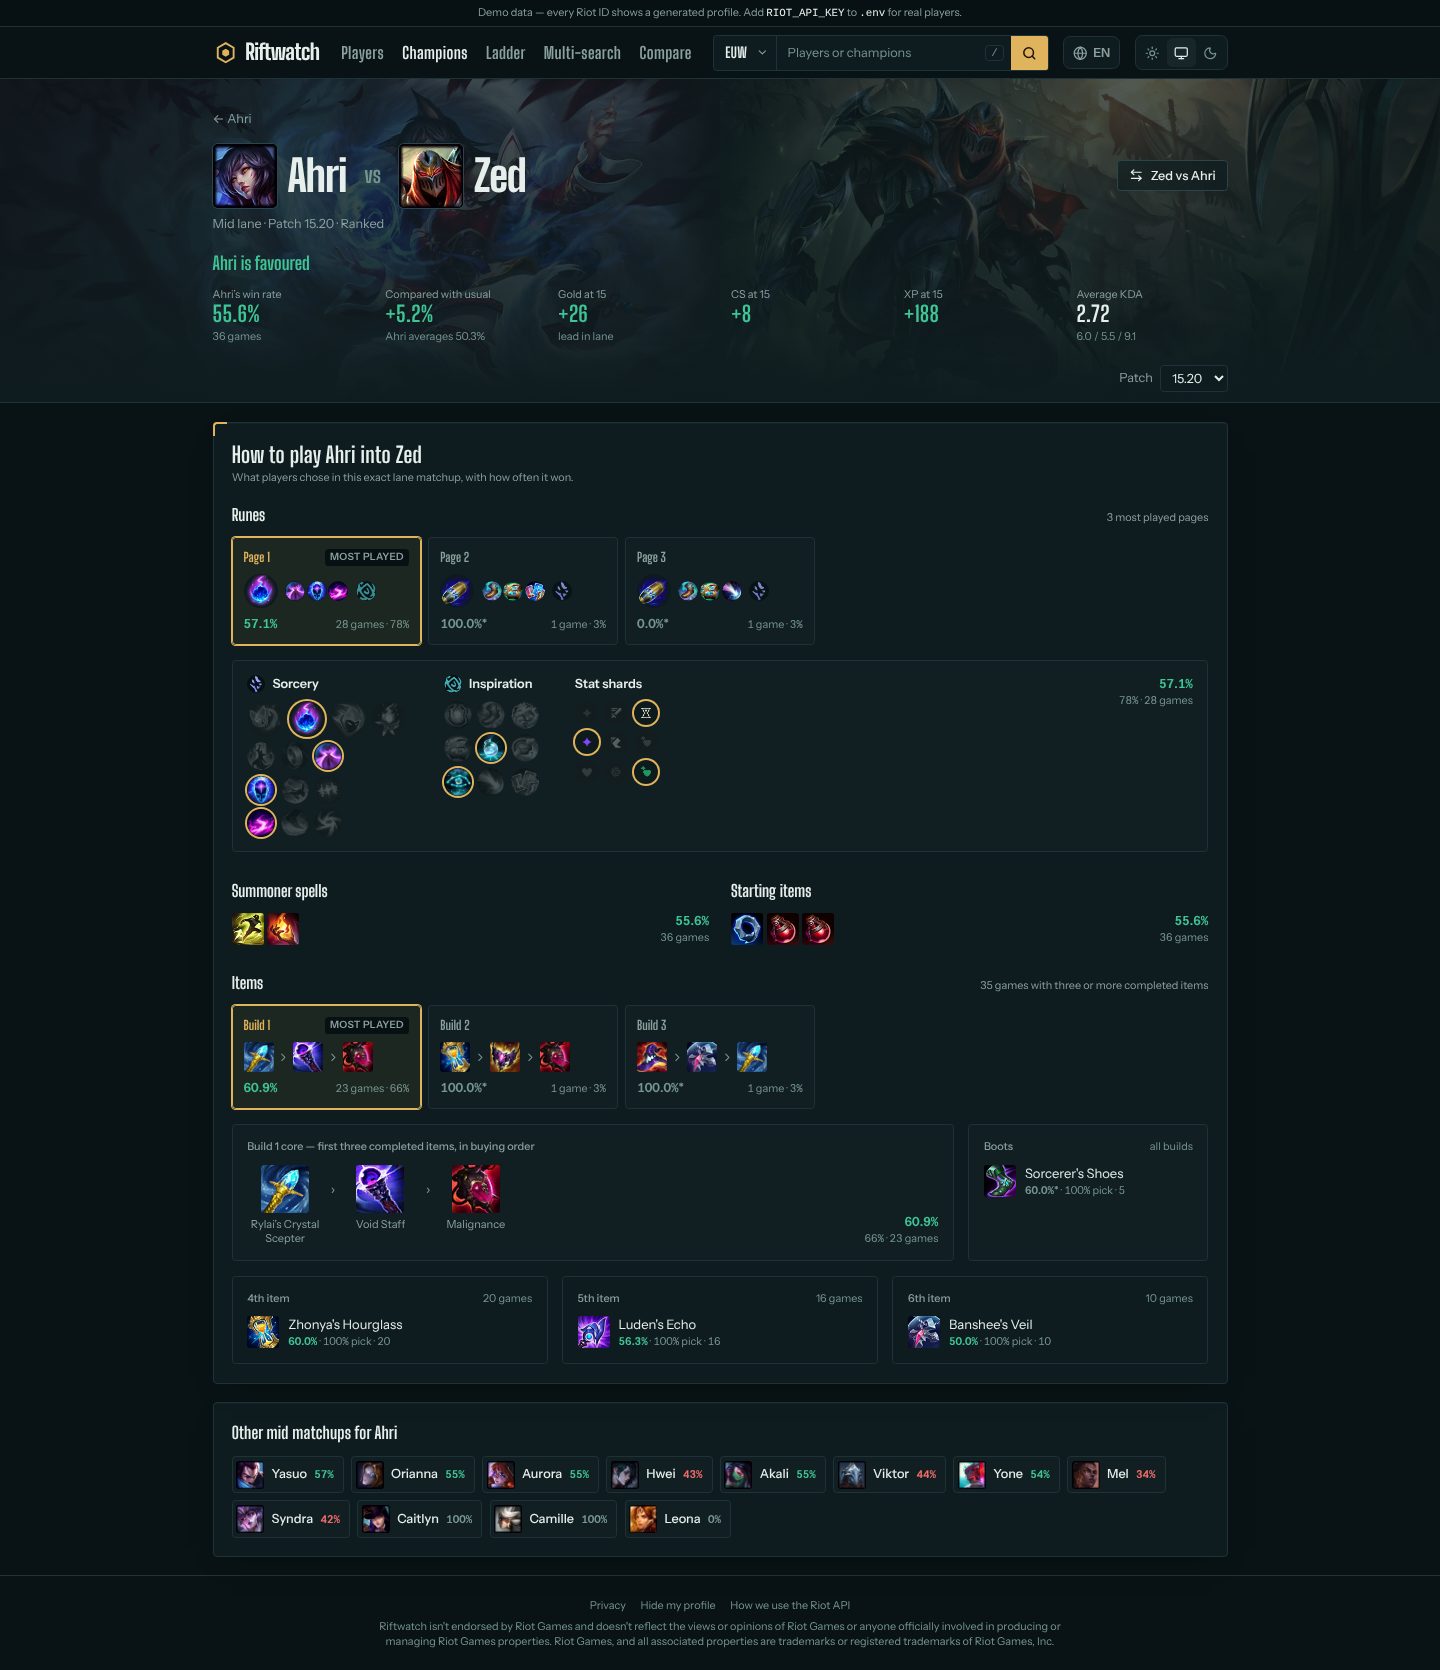 Demo data — every Riot ID shows a generated profile. Add RIOT_API_KEY to .env for real players.
Riftwatch Players Champions Ladder Multi-search Compare EUW Players or champions / EN
← Ahri
Ahri vs Zed
Zed vs Ahri
Mid lane · Patch 15.20 · Ranked
Ahri is favoured
Ahri's win rate Compared with usual Gold at 15 CS at 15 XP at 15 Average KDA
55.6% +5.2% +26 +8 +188 2.72
36 games Ahri averages 50.3% lead in lane 6.0 / 5.5 / 9.1
Patch 15.20
How to play Ahri into Zed
What players chose in this exact lane matchup, with how often it won.
Runes 3 most played pages
Page 1 MOST PLAYED Page 2 Page 3
57.1% 28 games · 78% 100.0%* 1 game · 3% 0.0%* 1 game · 3%
Sorcery Inspiration Stat shards 57.1%
78% · 28 games
Summoner spells Starting items
55.6% 55.6%
36 games 36 games
Items 35 games with three or more completed items
Build 1 MOST PLAYED Build 2 Build 3
60.9% 23 games · 66% 100.0%* 1 game · 3% 100.0%* 1 game · 3%
Build 1 core — first three completed items, in buying order Boots all builds
Sorcerer's Shoes
60.0%* · 100% pick · 5
Rylai's Crystal Scepter Void Staff Malignance
60.9%
66% · 23 games
4th item 20 games 5th item 16 games 6th item 10 games
Zhonya's Hourglass Luden's Echo Banshee's Veil
60.0% · 100% pick · 20 56.3% · 100% pick · 16 50.0% · 100% pick · 10
Other mid matchups for Ahri
Yasuo 57% Orianna 55% Aurora 55% Hwei 43% Akali 55% Viktor 44% Yone 54% Mel 34%
Syndra 42% Caitlyn 100% Camille 100% Leona 0%
Privacy Hide my profile How we use the Riot API
Riftwatch isn't endorsed by Riot Games and doesn't reflect the views or opinions of Riot Games or anyone officially involved in producing or
managing Riot Games properties. Riot Games, and all associated properties are trademarks or registered trademarks of Riot Games, Inc.